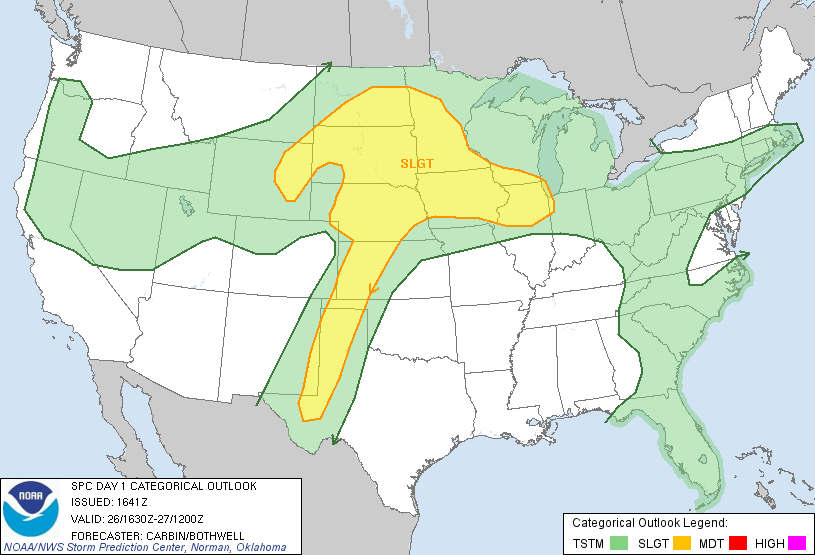 SLGT
NOAA
SPC DAY 1 CATEGORICAL OUTLOOK
ISSUED: 1641Z
VALID: 26/1630Z-27/1200Z
FORECASTER: CARBIN/BOTHWELL
NOAA/NWS Storm Prediction Center, Norman, Oklahoma
Categorical Outlook Legend:
TSTM SLGT MDT HIGH